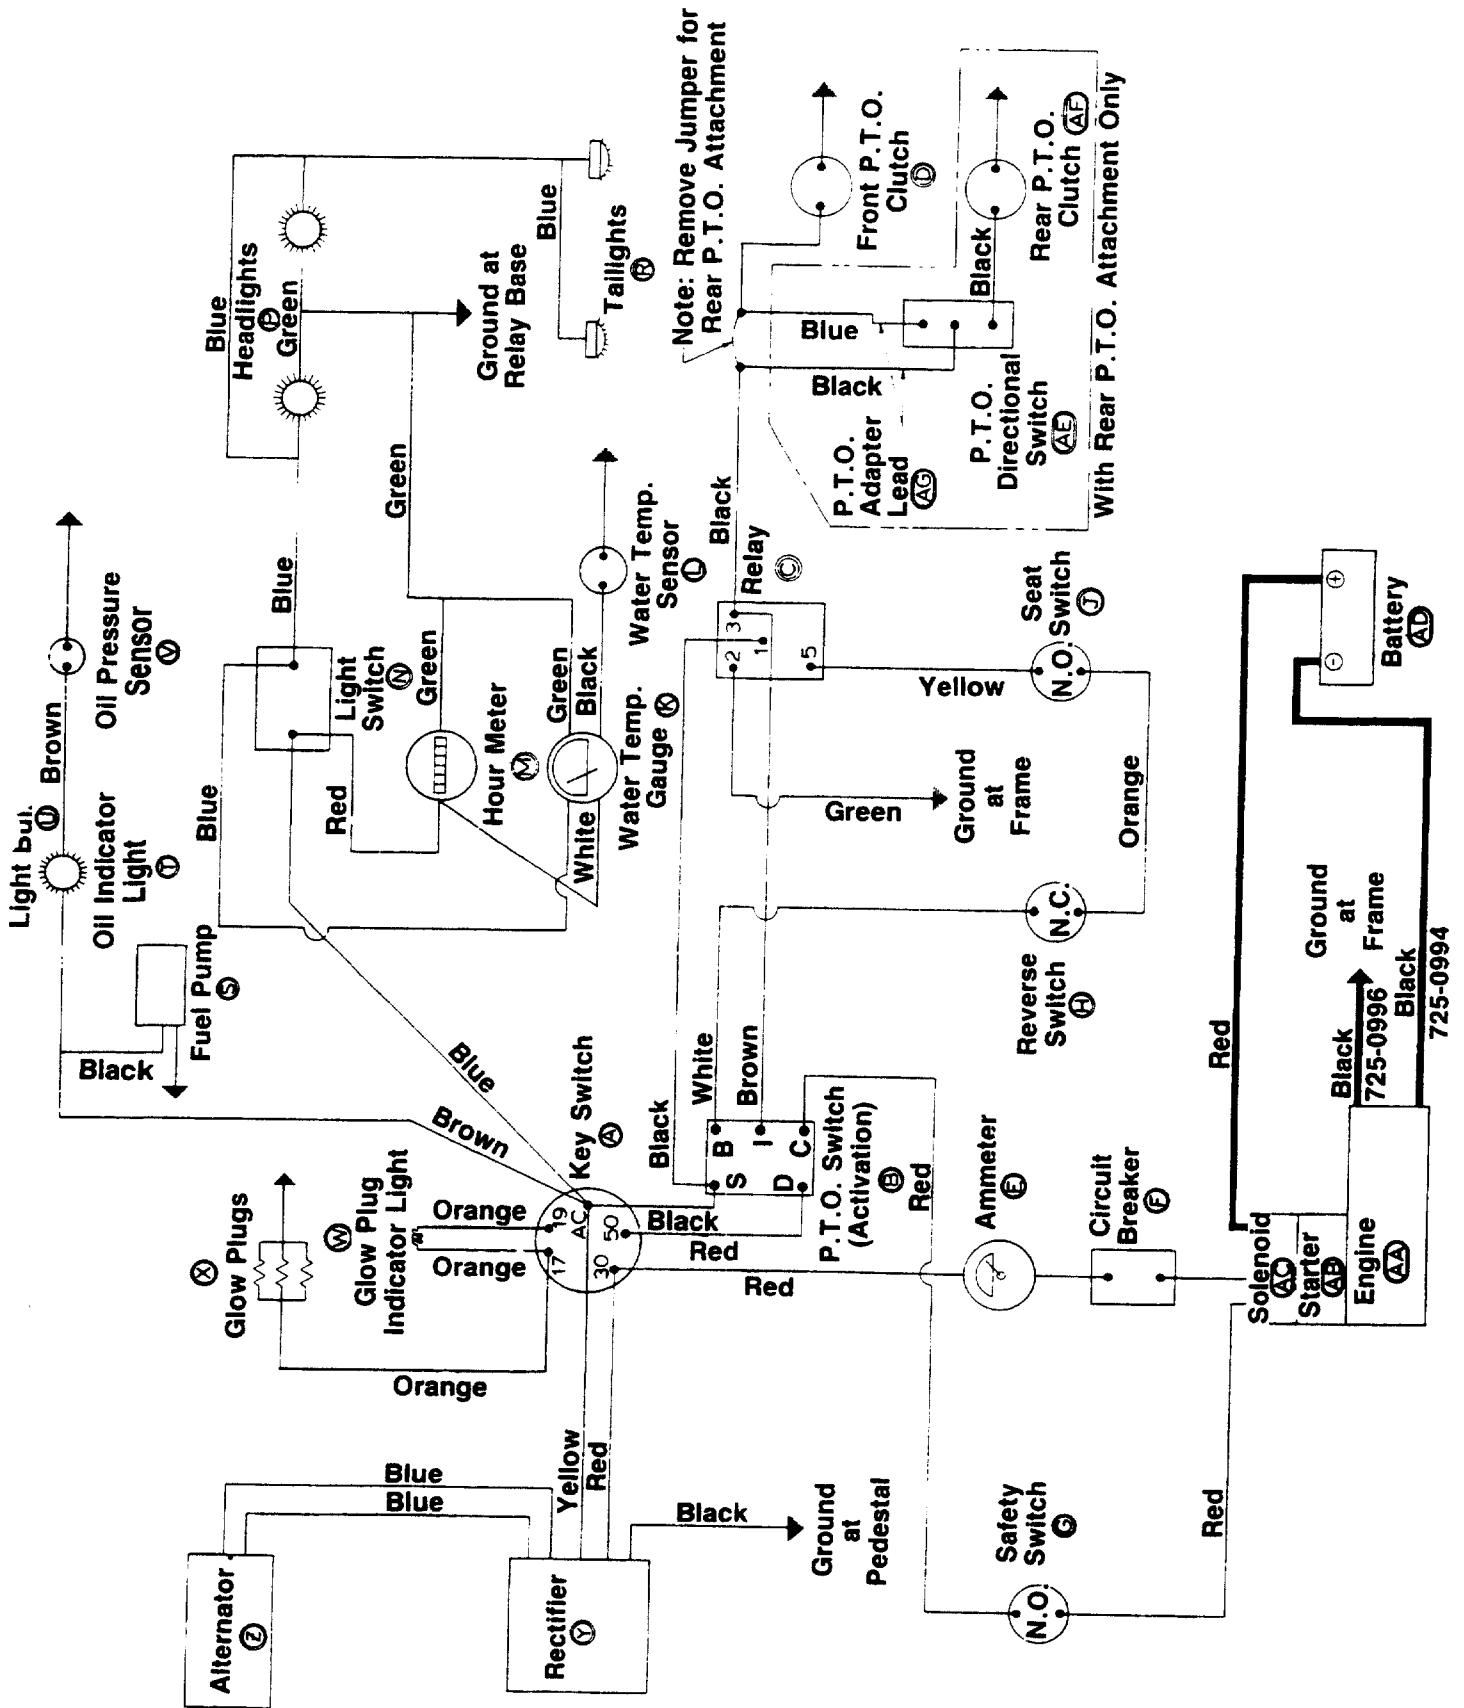 Light bul. U
Brown
Oil Pressure
Sensor V
Oil Indicator
Light T
Black
Fuel Pump
S
Brown
Blue
Headlights
P
Green
Blue
Blue
Light
Switch
N
Red
Green
Green
Ground at
Relay Base
Blue
Taillights
R
Hour Meter
M
White
Green
Black
Water Temp.
Gauge K
Water Temp.
Sensor
L
Blue
Glow Plugs
X
Orange
W
Glow Plug
Indicator Light
Orange
Orange
Key Switch
A
17
19
AC
30
50
Blue
Blue
Yellow
Red
Alternator
Z
Rectifier
Y
Black
Ground
at
Pedestal
Black
Red
Black
White
Brown
S
B
I
D
C
P.T.O. Switch
(Activation)
B
Red
Red
Ammeter
E
Circuit
Breaker
F
Safety
Switch
G
N.O.
Red
Reverse
Switch
H
N.C.
Orange
Green
Ground
at
Frame
Yellow
Seat
Switch
J
N.O.
2
3
1
5
Relay
C
Black
Note: Remove Jumper for
Rear P.T.O. Attachment
Front P.T.O.
Clutch
D
Blue
Black
Black
P.T.O.
Adapter
Lead
AG
P.T.O.
Directional
Switch
AE
Rear P.T.O.
Clutch AF
With Rear P.T.O. Attachment Only
Solenoid
AC
Starter
AB
Engine
AA
Red
Black
725-0996
Ground
at
Frame
Black
725-0994
Battery
AD
- +